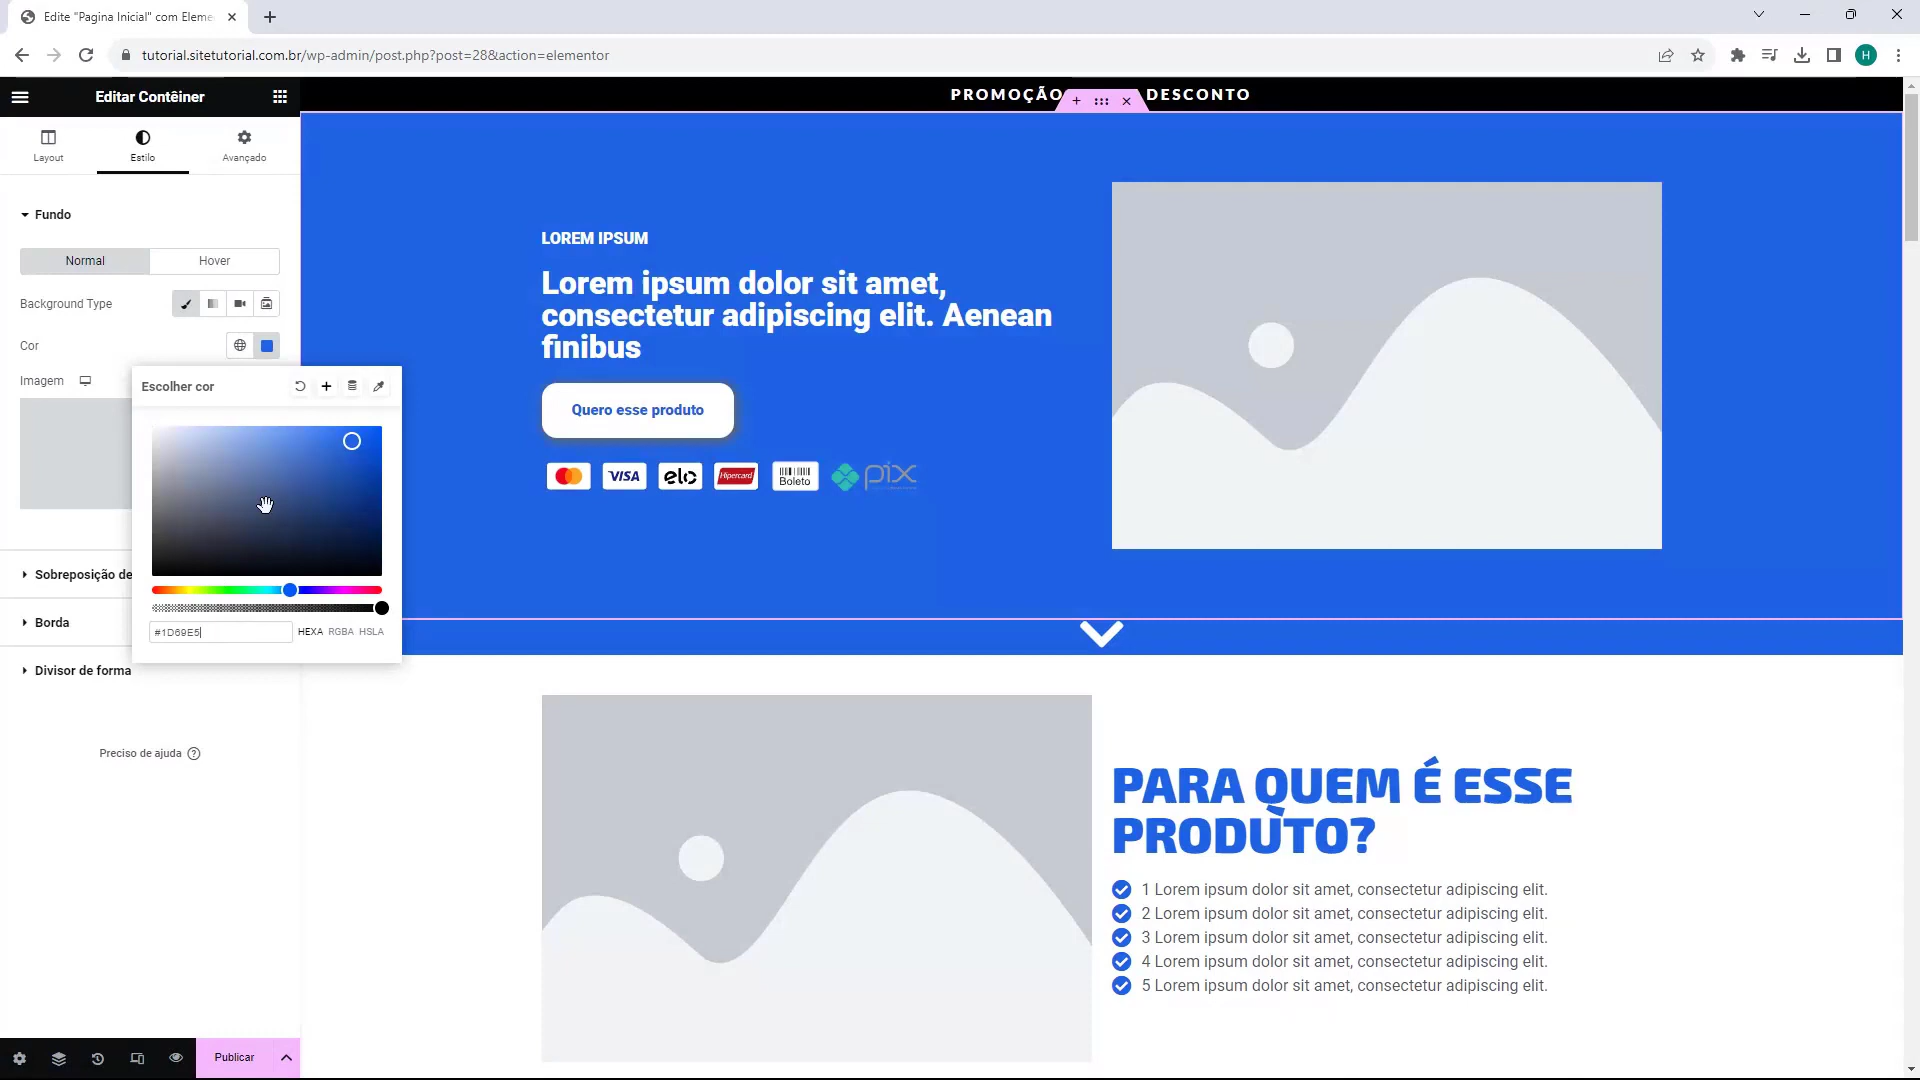 Edite "Pagina Inicial" com Eleme
tutorial.sitetutorial.com.br/wp-admin/post.php?post=28&action=elementor
H
Editar Contêiner
Layout
Estilo
Avançado
Fundo
Normal
Hover
Background Type
Cor
Imagem
Escolher cor
#1D69E5
HEXA RGBA HSLA
Sobreposição de
Borda
Divisor de forma
Preciso de ajuda
Publicar
PROMOÇÃO DESCONTO
LOREM IPSUM
Lorem ipsum dolor sit amet,
consectetur adipiscing elit. Aenean
finibus
Quero esse produto
VISA elo Hipercard Boleto pix
PARA QUEM É ESSE
PRODUTO?
1 Lorem ipsum dolor sit amet, consectetur adipiscing elit.
2 Lorem ipsum dolor sit amet, consectetur adipiscing elit.
3 Lorem ipsum dolor sit amet, consectetur adipiscing elit.
4 Lorem ipsum dolor sit amet, consectetur adipiscing elit.
5 Lorem ipsum dolor sit amet, consectetur adipiscing elit.